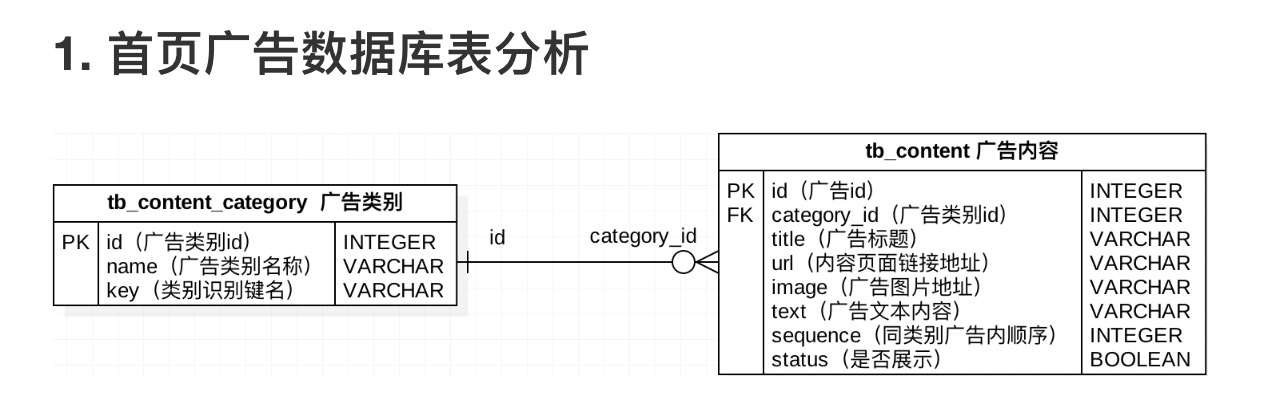 1. 首页广告数据库表分析
tb_content_category 广告类别
PK id（广告类别id） INTEGER
name（广告类别名称） VARCHAR
key（类别识别键名） VARCHAR
id
category_id
tb_content 广告内容
PK id（广告id） INTEGER
FK category_id（广告类别id） INTEGER
title（广告标题） VARCHAR
url（内容页面链接地址） VARCHAR
image（广告图片地址） VARCHAR
text（广告文本内容） VARCHAR
sequence（同类别广告内顺序） INTEGER
status（是否展示） BOOLEAN